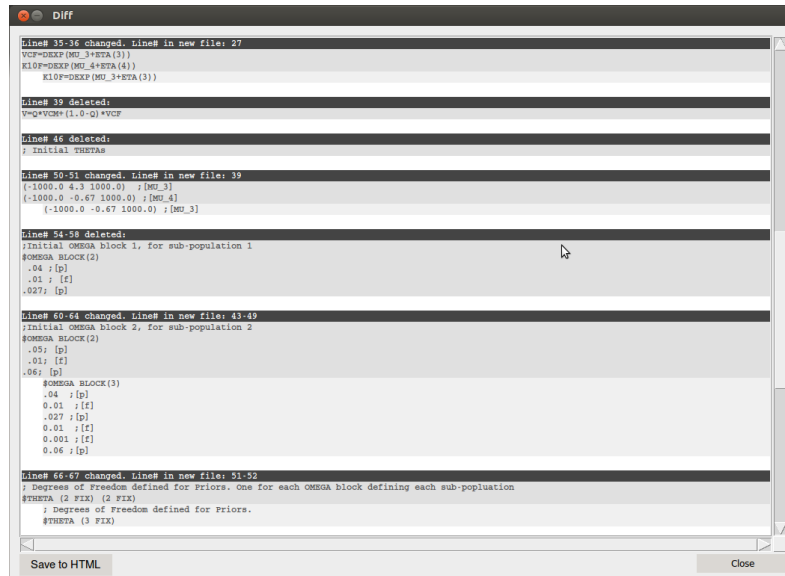 Diff
Line# 35-36 changed. Line# in new file: 27
VCF=DEXP(MU_3+ETA(3))
K10F=DEXP(MU_4+ETA(4))
K10F=DEXP(MU_3+ETA(3))
Line# 39 deleted:
V=Q*VCM+(1.0-Q)*VCF
Line# 46 deleted:
; Initial THETAs
Line# 50-51 changed. Line# in new file: 39
(-1000.0 4.3 1000.0) ;[MU_3]
(-1000.0 -0.67 1000.0) ;[MU_4]
(-1000.0 -0.67 1000.0) ;[MU_3]
Line# 54-58 deleted:
;Initial OMEGA block 1, for sub-population 1
$OMEGA BLOCK(2)
.04 ;[p]
.01 ; [f]
.027; [p]
Line# 60-64 changed. Line# in new file: 43-49
;Initial OMEGA block 2, for sub-population 2
$OMEGA BLOCK(2)
.05; [p]
.01; [f]
.06; [p]
$OMEGA BLOCK(3)
.04 ;[p]
0.01 ;[f]
.027 ;[p]
0.01 ;[f]
0.001 ;[f]
0.06 ;[p]
Line# 66-67 changed. Line# in new file: 51-52
; Degrees of Freedom defined for Priors. One for each OMEGA block defining each sub-popluation
$THETA (2 FIX) (2 FIX)
; Degrees of Freedom defined for Priors.
$THETA (3 FIX)
Save to HTML
Close